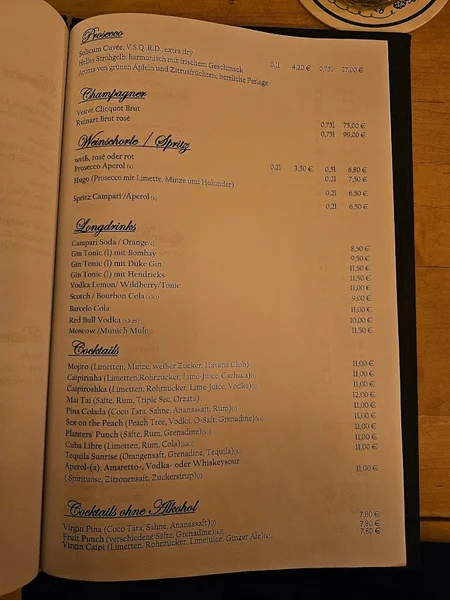 Prosecco
Solicum Cuvée, V.S.Q.R.D., extra dry
Helles Strohgelb: harmonisch mit frischem Geschmack 0,1l 4,20 € 0,75l 27,00 €
Aroma von grünen Äpfeln und Zitrusfrüchten; herrliche Perlage
Champagner
Veuve Clicquot Brut 0,75l 75,00 €
Ruinart Brut rosé 0,75l 99,00 €
Weinschorle / Spritz
weiß, rosé oder rot 0,2l 3,50 € 0,5l 6,80 €
Prosecco Aperol 0,2l 7,50 €
Hugo (Prosecco mit Limette, Minze und Holunder) 0,2l 6,50 €
Spritz Campari /Aperol 0,2l 6,50 €
Longdrinks
Campari Soda / Orange 8,50 €
Gin Tonic (l) mit Bombay 9,50 €
Gin Tonic (l) mit Duke Gin 11,50 €
Gin Tonic (l) mit Hendricks 11,50 €
Vodka Lemon/ Wildberry/Tonic 11,00 €
Scotch / Bourbon Cola 9,00 €
Barcelo Cola 11,00 €
Red Bull Vodka 10,00 €
Moscow /Munich Mule 11,50 €
Cocktails
Mojito (Limetten, Minze, weißer Zucker, Havana Club) 11,00 €
Caipirinha (Limetten,Rohrzucker, Lime-Juice, Cachaca) 11,00 €
Caipiroshka (Limetten, Rohrzucker, Lime Juice, Vodka) 11,00 €
Mai Tai (Säfte, Rum, Triple Sec, Orzata) 12,00 €
Pina Colada (Coco Tara, Sahne, Ananassaft, Rum) 11,00 €
Sex on the Peach (Peach Tree, Vodka, O-Saft, Grenadine) 11,00 €
Planters' Punch (Säfte, Rum, Grenadine) 11,00 €
Cuba Libre (Limetten, Rum, Cola) 11,00 €
Tequila Sunrise (Orangensaft, Grenadine, Tequila) 11,00 €
Aperol-(a), Amaretto-, Vodka- oder Whiskeysour 11,00 €
( Spirituose, Zitronensaft, Zuckersirup)
Cocktails ohne Alkohol
Virgin Pina (Coco Tara, Sahne, Ananassaft) 7,80 €
Fruit Punch (verschiedene Säfte, Grenadine) 7,80 €
Virgin Caipi (Limetten, Rohrzucker, Limejuice, Ginger Ale) 7,80 €